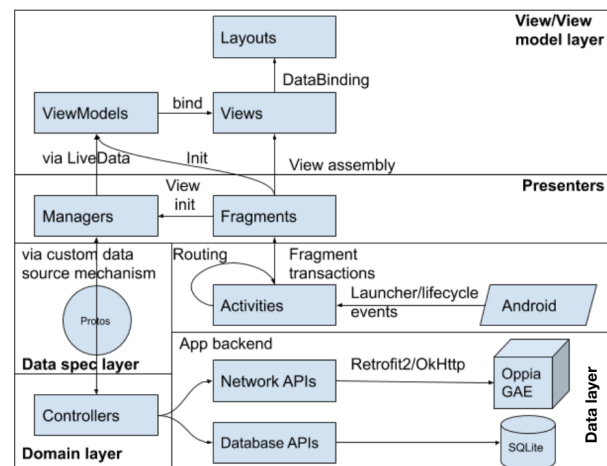 View/View
model layer
Layouts
DataBinding
ViewModels
bind
Views
via LiveData
Init
View assembly
Presenters
View
init
Managers
Fragments
via custom data
source mechanism
Routing
Fragment
transactions
Protos
Activities
Launcher/lifecycle
events
Android
Data spec layer
App backend
Network APIs
Retrofit2/OkHttp
Oppia
GAE
Data layer
Controllers
Database APIs
SQLite
Domain layer